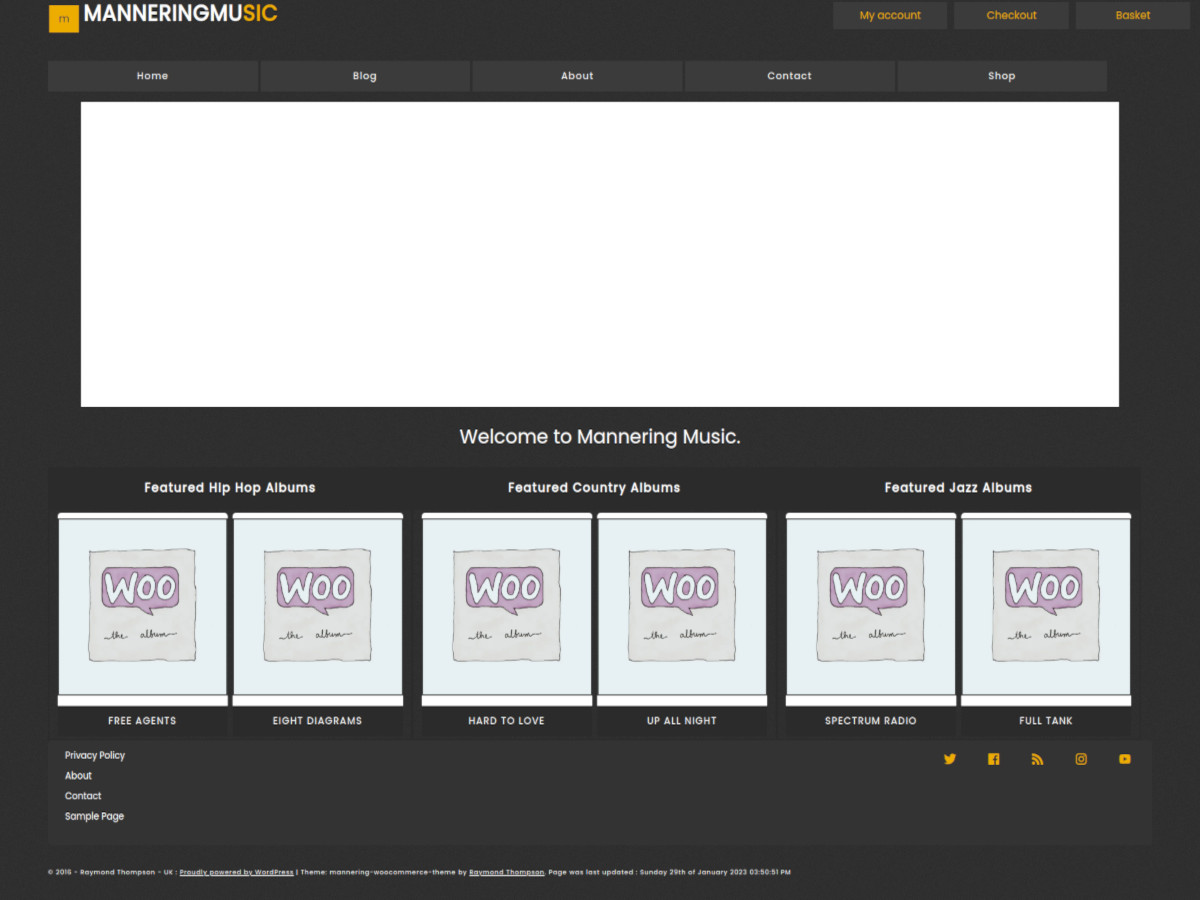 m MANNERINGMUSIC
My account Checkout Basket
Home Blog About Contact Shop
Welcome to Mannering Music.
Featured Hip Hop Albums Featured Country Albums Featured Jazz Albums
WOO WOO WOO WOO WOO WOO
the album the album the album the album the album the album
FREE AGENTS EIGHT DIAGRAMS HARD TO LOVE UP ALL NIGHT SPECTRUM RADIO FULL TANK
Privacy Policy
About
Contact
Sample Page
© 2016 - Raymond Thompson - UK : Proudly powered by WordPress | Theme: mannering-woocommerce-theme by Raymond Thompson. Page was last updated : Sunday 29th of January 2023 03:50:51 PM